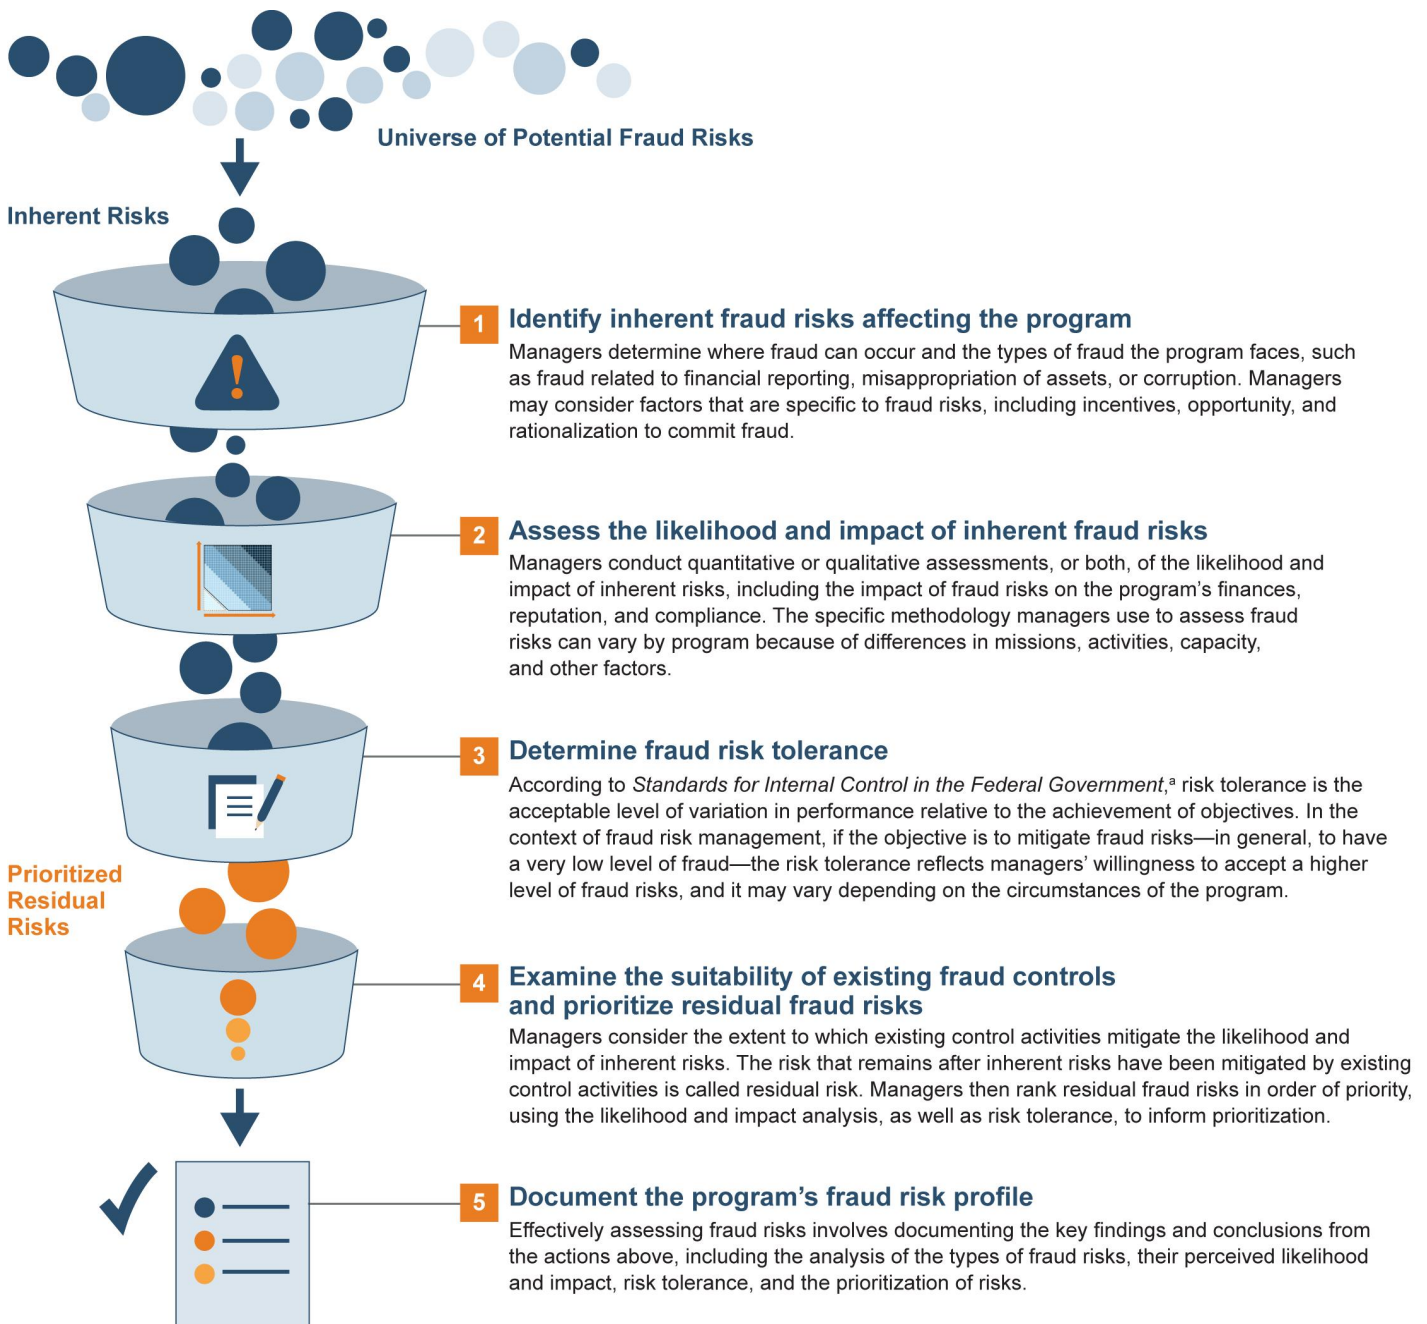 Universe of Potential Fraud Risks
Inherent Risks
1 Identify inherent fraud risks affecting the program
Managers determine where fraud can occur and the types of fraud the program faces, such
as fraud related to financial reporting, misappropriation of assets, or corruption. Managers
may consider factors that are specific to fraud risks, including incentives, opportunity, and
rationalization to commit fraud.
2 Assess the likelihood and impact of inherent fraud risks
Managers conduct quantitative or qualitative assessments, or both, of the likelihood and
impact of inherent risks, including the impact of fraud risks on the program’s finances,
reputation, and compliance. The specific methodology managers use to assess fraud
risks can vary by program because of differences in missions, activities, capacity,
and other factors.
3 Determine fraud risk tolerance
According to Standards for Internal Control in the Federal Government,ᵃ risk tolerance is the
acceptable level of variation in performance relative to the achievement of objectives. In the
context of fraud risk management, if the objective is to mitigate fraud risks—in general, to have
a very low level of fraud—the risk tolerance reflects managers’ willingness to accept a higher
level of fraud risks, and it may vary depending on the circumstances of the program.
Prioritized
Residual
Risks
4 Examine the suitability of existing fraud controls
and prioritize residual fraud risks
Managers consider the extent to which existing control activities mitigate the likelihood and
impact of inherent risks. The risk that remains after inherent risks have been mitigated by existing
control activities is called residual risk. Managers then rank residual fraud risks in order of priority,
using the likelihood and impact analysis, as well as risk tolerance, to inform prioritization.
5 Document the program’s fraud risk profile
Effectively assessing fraud risks involves documenting the key findings and conclusions from
the actions above, including the analysis of the types of fraud risks, their perceived likelihood
and impact, risk tolerance, and the prioritization of risks.